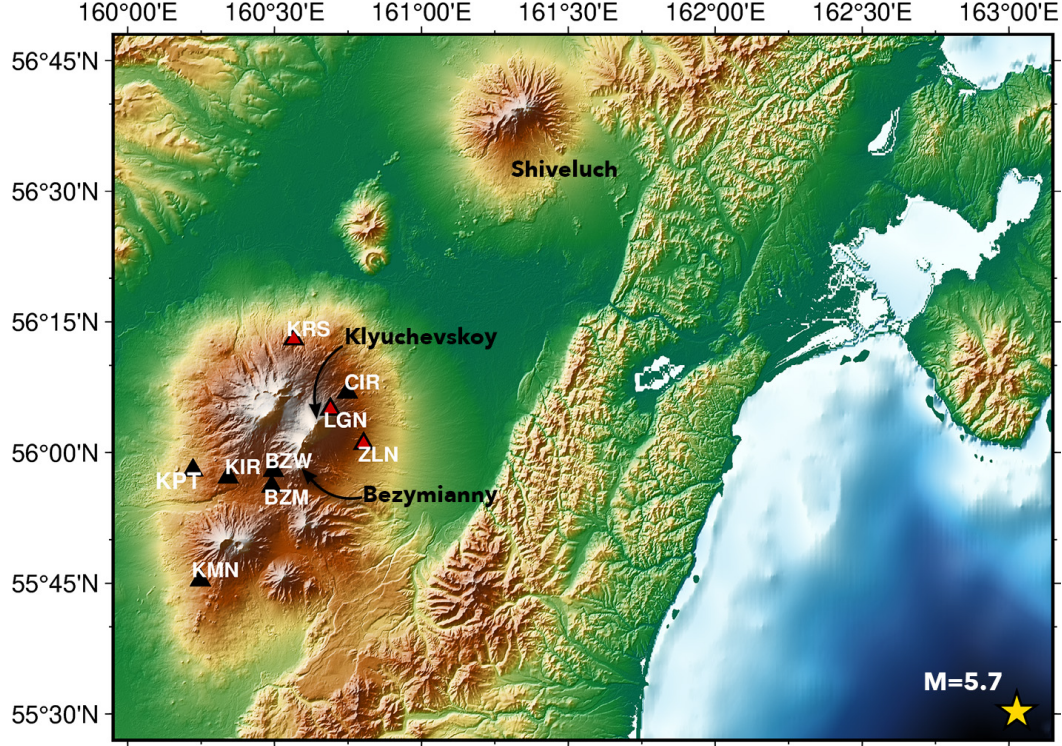 160°00'E 160°30'E 161°00'E 161°30'E 162°00'E 162°30'E 163°00'E
56°45'N
Shiveluch
56°30'N
56°15'N
KRS
Klyuchevskoy
CIR
LGN
56°00'N
ZLN
KPT KIR BZW
BZM
Bezymianny
55°45'N
KMN
M=5.7
55°30'N